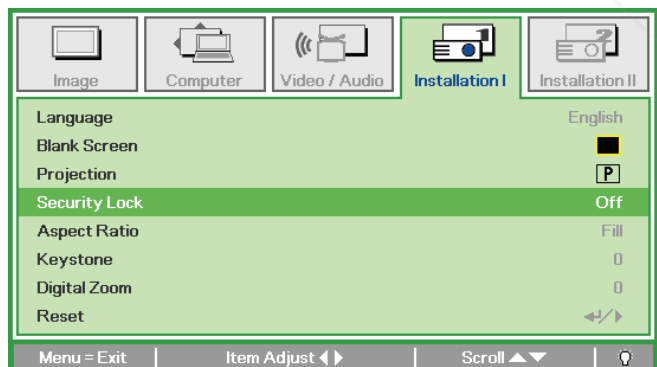 Image Computer Video / Audio Installation I Installation II
Language English
Blank Screen
Projection P
Security Lock Off
Aspect Ratio Fill
Keystone 0
Digital Zoom 0
Reset ↵/▶
Menu = Exit Item Adjust ◀▶ Scroll ▲▼